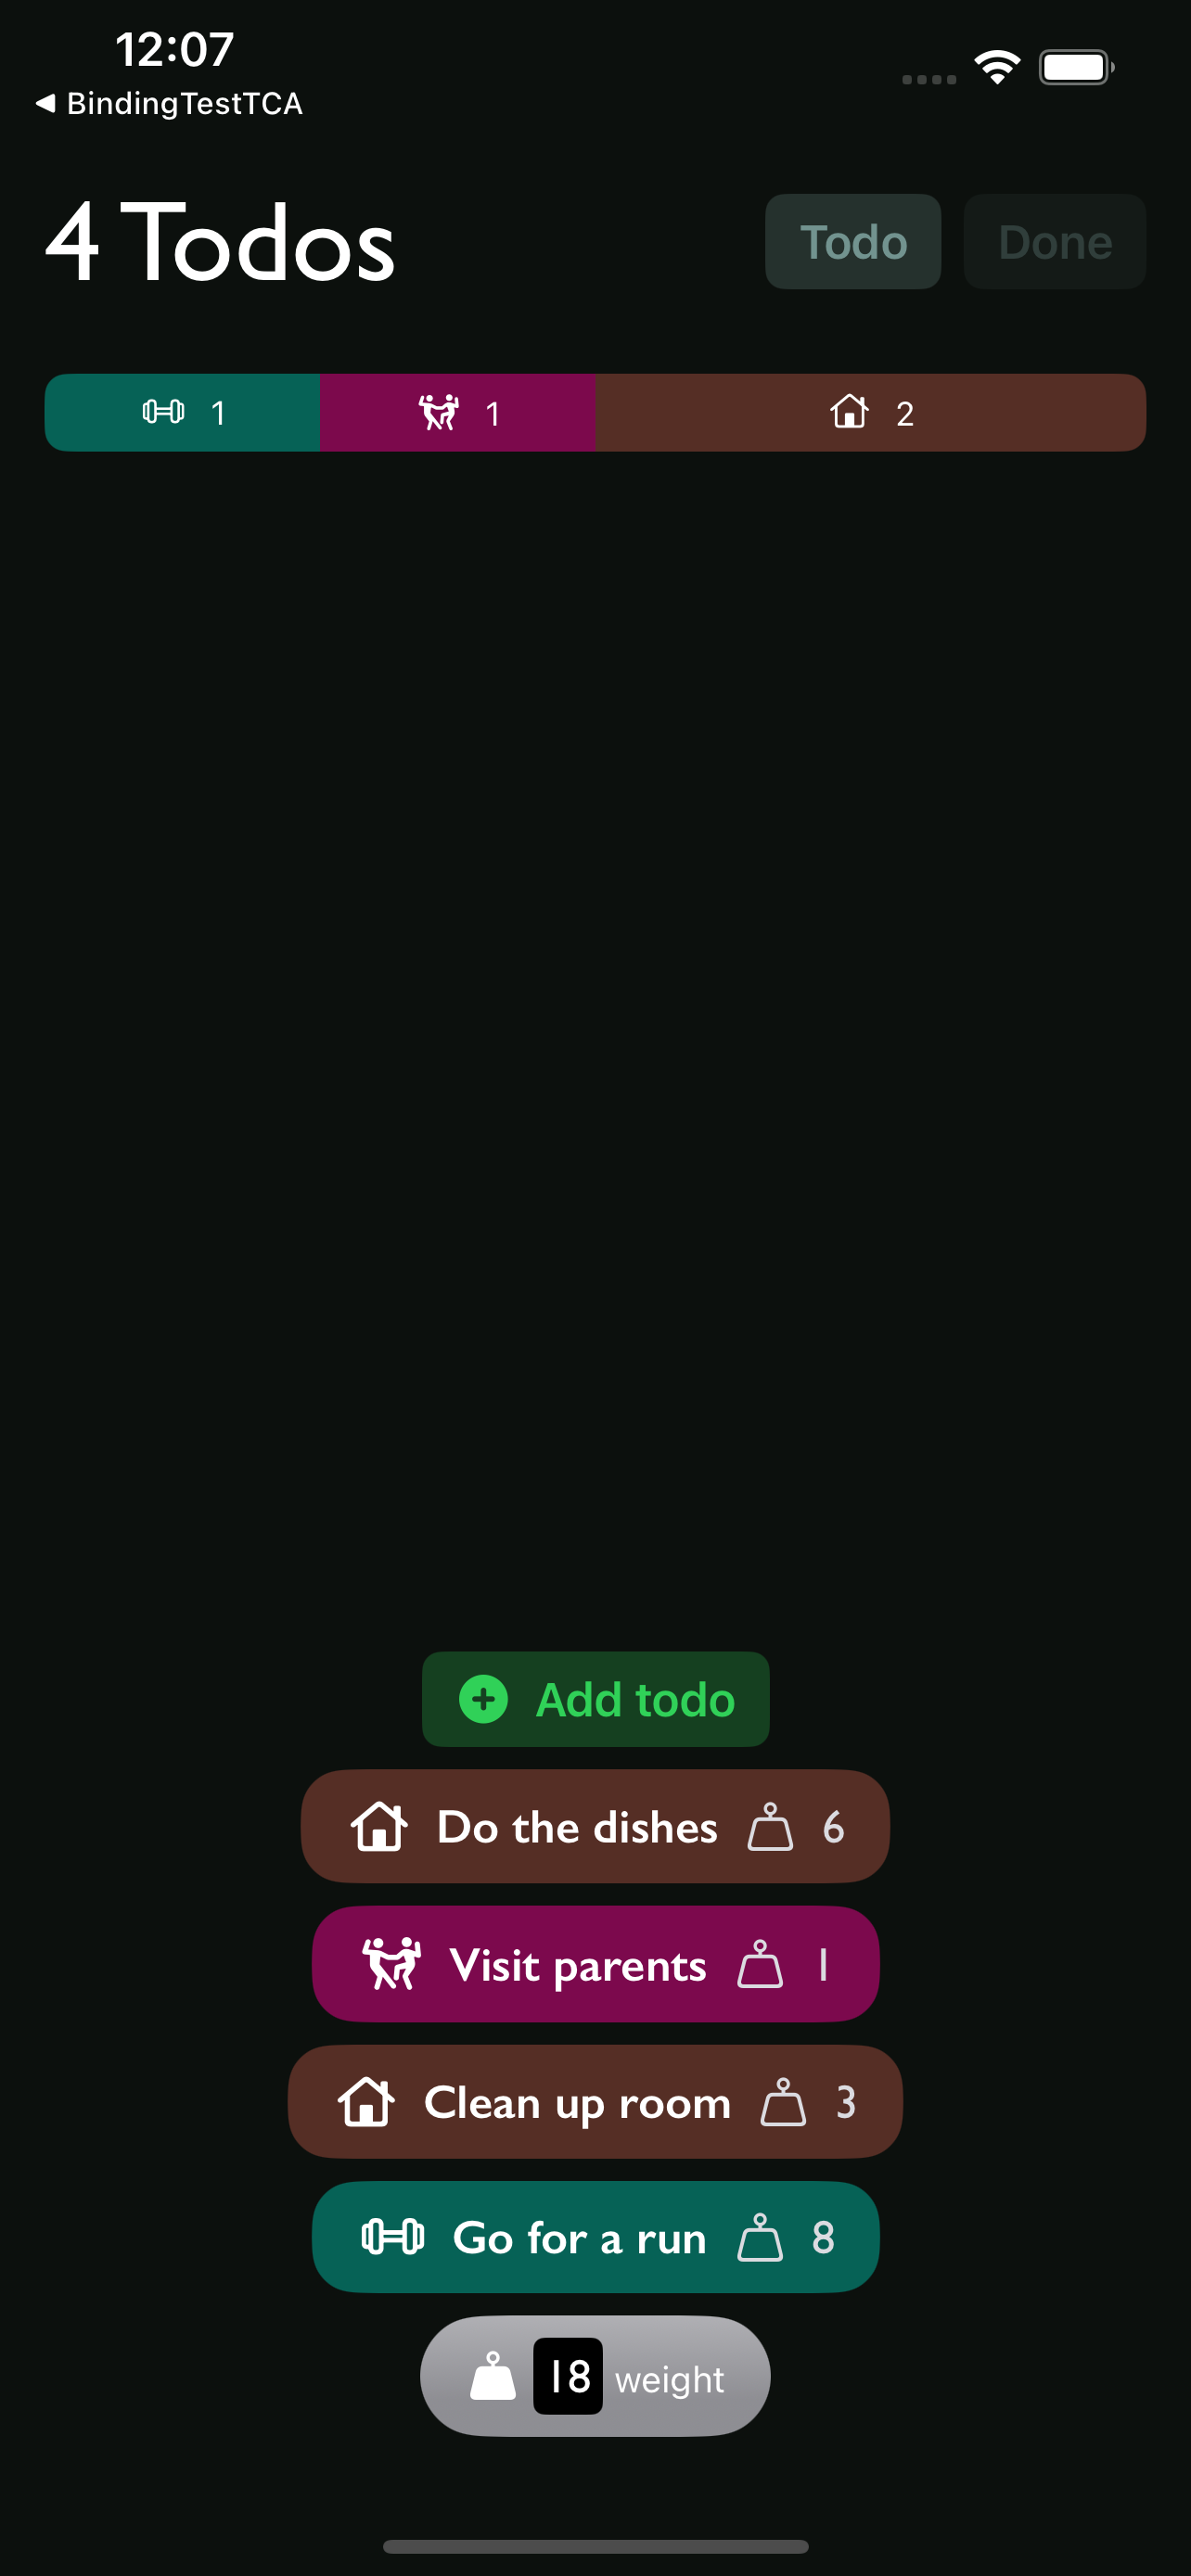 12:07
BindingTestTCA
4 Todos
Todo
Done
1
1
2
Add todo
Do the dishes 6
Visit parents 1
Clean up room 3
Go for a run 8
18 weight